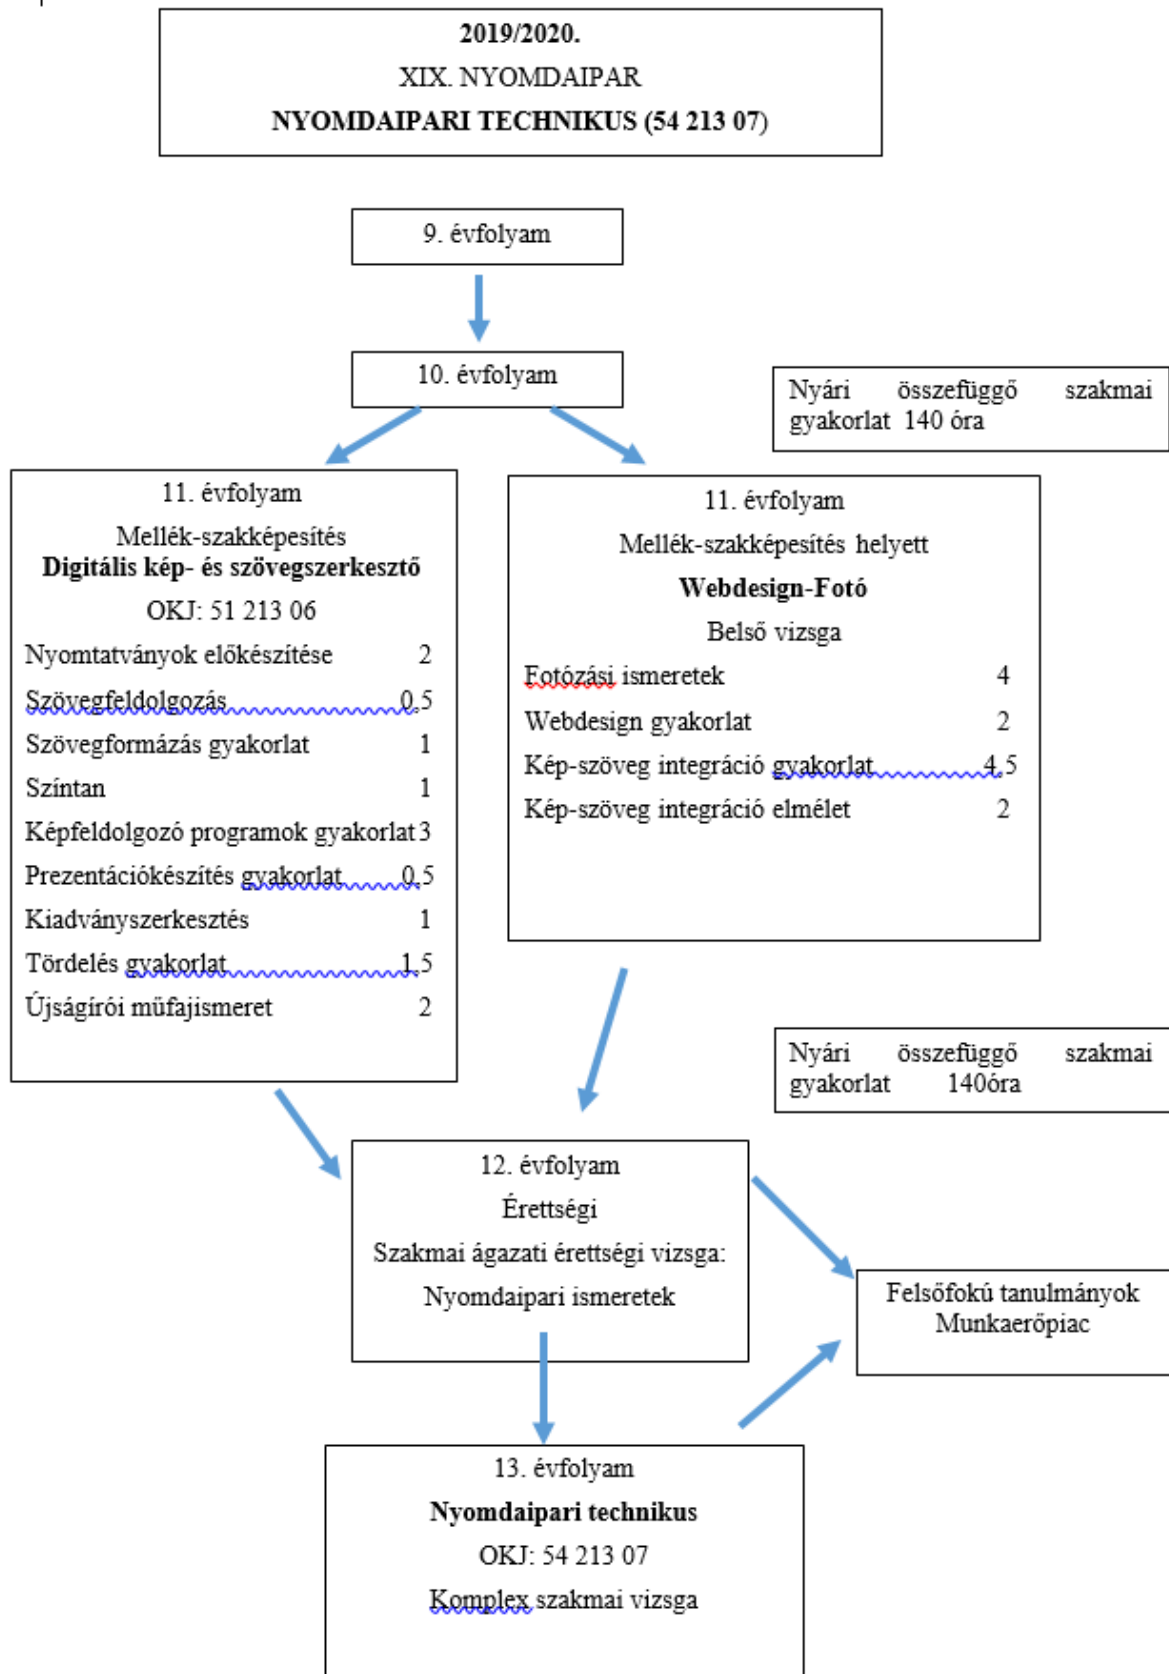 2019/2020.
XIX. NYOMDAIPAR
NYOMDAIPARI TECHNIKUS (54 213 07)
9. évfolyam
10. évfolyam
Nyári összefüggő szakmai
gyakorlat 140 óra
11. évfolyam
Mellék-szakképesítés
Digitális kép- és szövegszerkesztő
OKJ: 51 213 06
Nyomtatványok előkészítése 2
Szövegfeldolgozás 0,5
Szövegformázás gyakorlat 1
Színtan 1
Képfeldolgozó programok gyakorlat 3
Prezentációkészítés gyakorlat 0,5
Kiadványszerkesztés 1
Tördelés gyakorlat 1,5
Újságírói műfajismeret 2
11. évfolyam
Mellék-szakképesítés helyett
Webdesign-Fotó
Belső vizsga
Fotózási ismeretek 4
Webdesign gyakorlat 2
Kép-szöveg integráció gyakorlat 4,5
Kép-szöveg integráció elmélet 2
Nyári összefüggő szakmai
gyakorlat 140óra
12. évfolyam
Érettségi
Szakmai ágazati érettségi vizsga:
Nyomdaipari ismeretek
Felsőfokú tanulmányok
Munkaerőpiac
13. évfolyam
Nyomdaipari technikus
OKJ: 54 213 07
Komplex szakmai vizsga